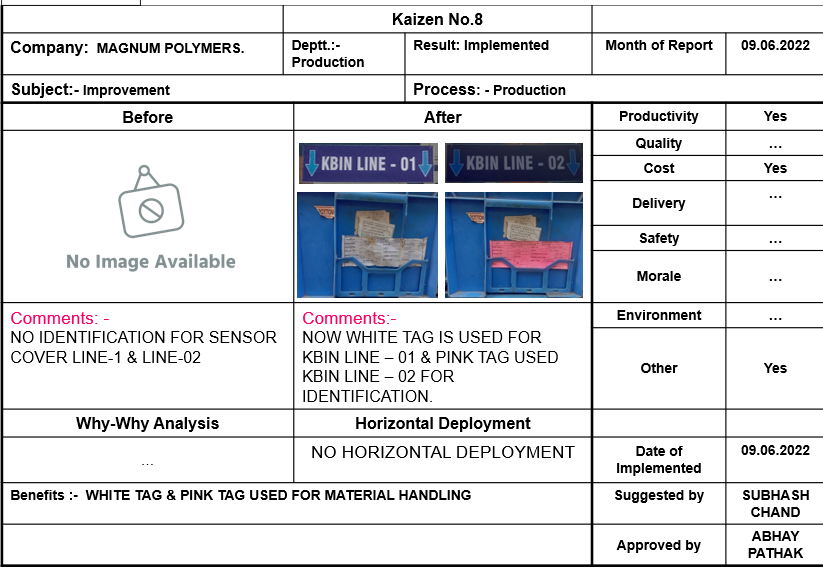 Kaizen No.8
Company: MAGNUM POLYMERS.
Deptt.:-
Production
Result: Implemented
Month of Report
09.06.2022
Subject:- Improvement
Process: - Production
Before
After
Productivity
Yes
Quality
...
Cost
Yes
Delivery
...
Safety
...
Morale
...
Environment
...
Other
Yes
No Image Available
KBIN LINE - 01
KBIN LINE - 02
Comments: -
NO IDENTIFICATION FOR SENSOR
COVER LINE-1 & LINE-02
Comments:-
NOW WHITE TAG IS USED FOR
KBIN LINE – 01 & PINK TAG USED
KBIN LINE – 02 FOR
IDENTIFICATION.
Why-Why Analysis
Horizontal Deployment
...
NO HORIZONTAL DEPLOYMENT
Date of
Implemented
09.06.2022
Benefits :- WHITE TAG & PINK TAG USED FOR MATERIAL HANDLING
Suggested by
SUBHASH
CHAND
Approved by
ABHAY
PATHAK